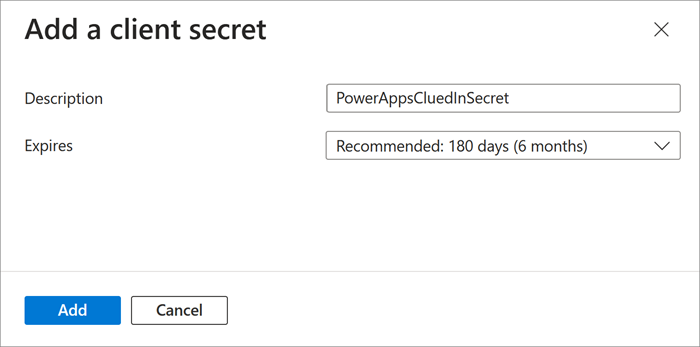 Add a client secret
Description
PowerAppsCluedInSecret
Expires
Recommended: 180 days (6 months)
Add
Cancel